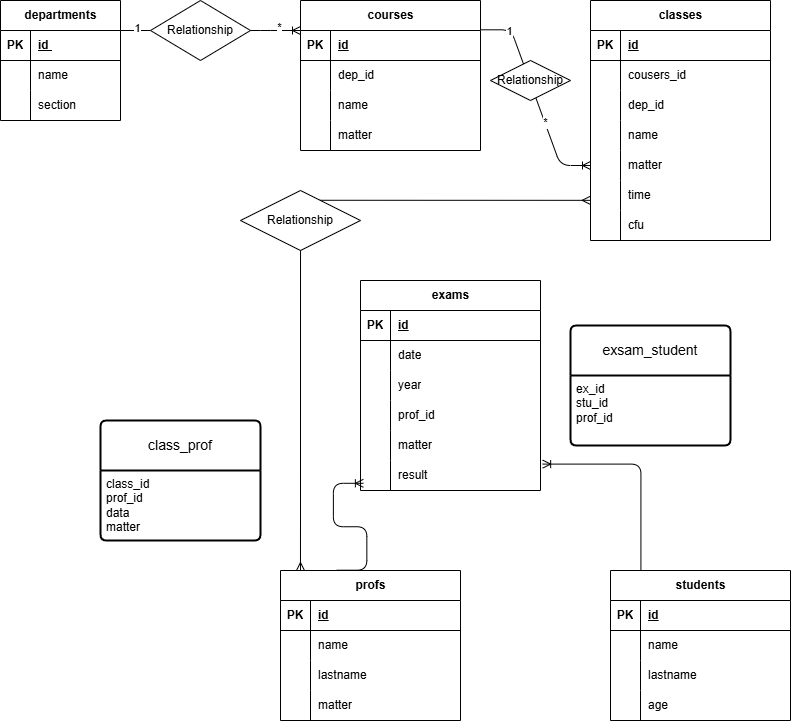 departments
PK id
name
section
1
Relationship
*
courses
PK id
dep_id
name
matter
1
Relationship
*
classes
PK id
cousers_id
dep_id
name
matter
time
cfu
Relationship
exams
PK id
date
year
prof_id
matter
result
exsam_student
ex_id
stu_id
prof_id
class_prof
class_id
prof_id
data
matter
profs
PK id
name
lastname
matter
students
PK id
name
lastname
age